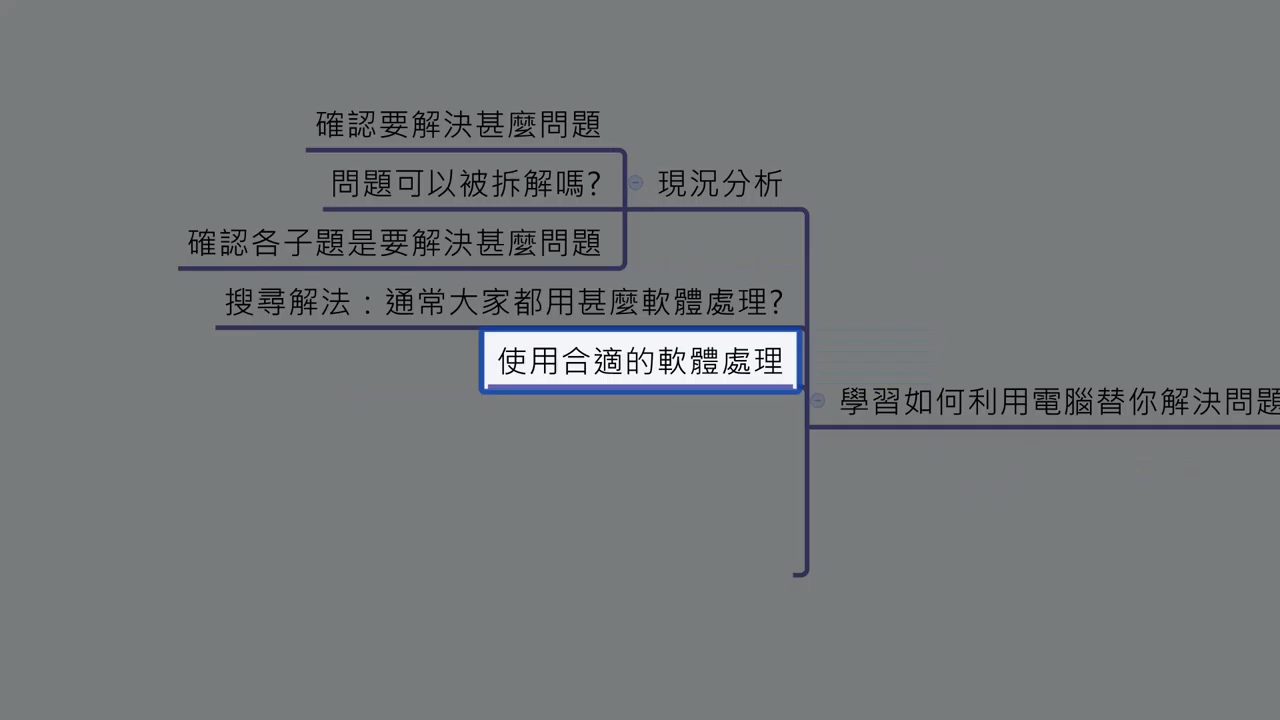 確認要解決甚麼問題
問題可以被拆解嗎?
現況分析
確認各子題是要解決甚麼問題
搜尋解法：通常大家都用甚麼軟體處理?
使用合適的軟體處理
學習如何利用電腦替你解決問題